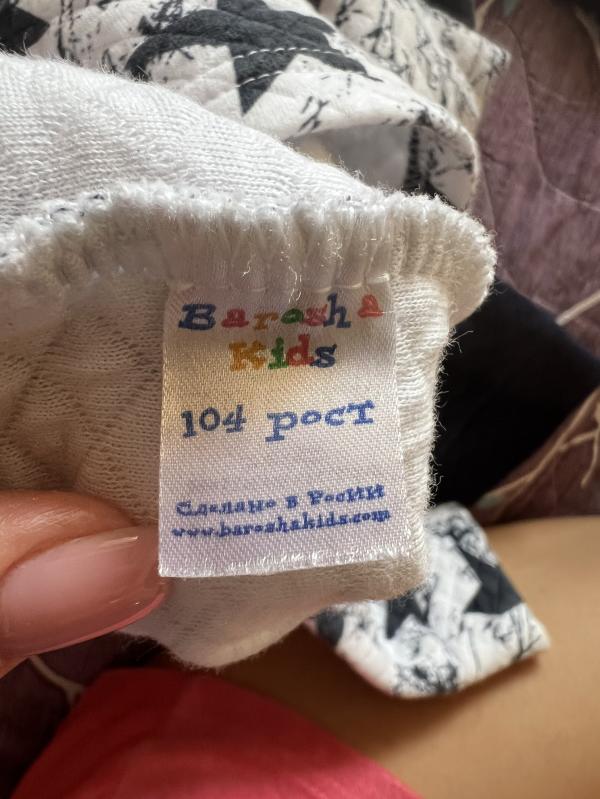 Barosha
Kids
104 рост
Сделано в России
www.baroshakids.com